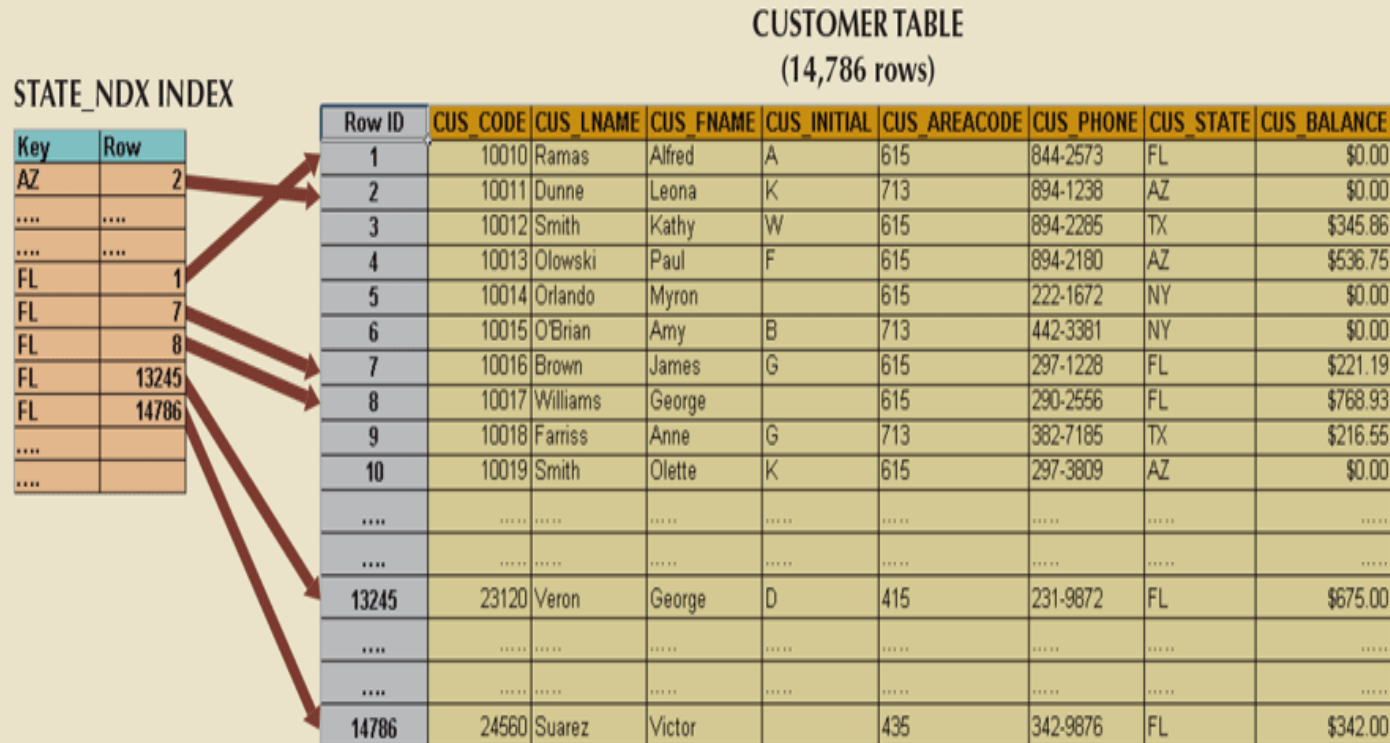 CUSTOMER TABLE
(14,786 rows)
STATE_NDX INDEX
Key Row
AZ 2
.... ....
.... ....
FL 1
FL 7
FL 8
FL 13245
FL 14786
....
....
Row ID CUS_CODE CUS_LNAME CUS_FNAME CUS_INITIAL CUS_AREACODE CUS_PHONE CUS_STATE CUS_BALANCE
1 10010 Ramas Alfred A 615 844-2573 FL $0.00
2 10011 Dunne Leona K 713 894-1238 AZ $0.00
3 10012 Smith Kathy W 615 894-2285 TX $345.86
4 10013 Olowski Paul F 615 894-2180 AZ $536.75
5 10014 Orlando Myron 615 222-1672 NY $0.00
6 10015 O'Brian Amy B 713 442-3381 NY $0.00
7 10016 Brown James G 615 297-1228 FL $221.19
8 10017 Williams George 615 290-2556 FL $768.93
9 10018 Farriss Anne G 713 382-7185 TX $216.55
10 10019 Smith Olette K 615 297-3809 AZ $0.00
.... ..... ..... ..... ..... ..... ..... ..... .....
.... ..... ..... ..... ..... ..... ..... ..... .....
13245 23120 Veron George D 415 231-9872 FL $675.00
.... ..... ..... ..... ..... ..... ..... ..... .....
.... ..... ..... ..... ..... ..... ..... ..... .....
14786 24560 Suarez Victor 435 342-9876 FL $342.00